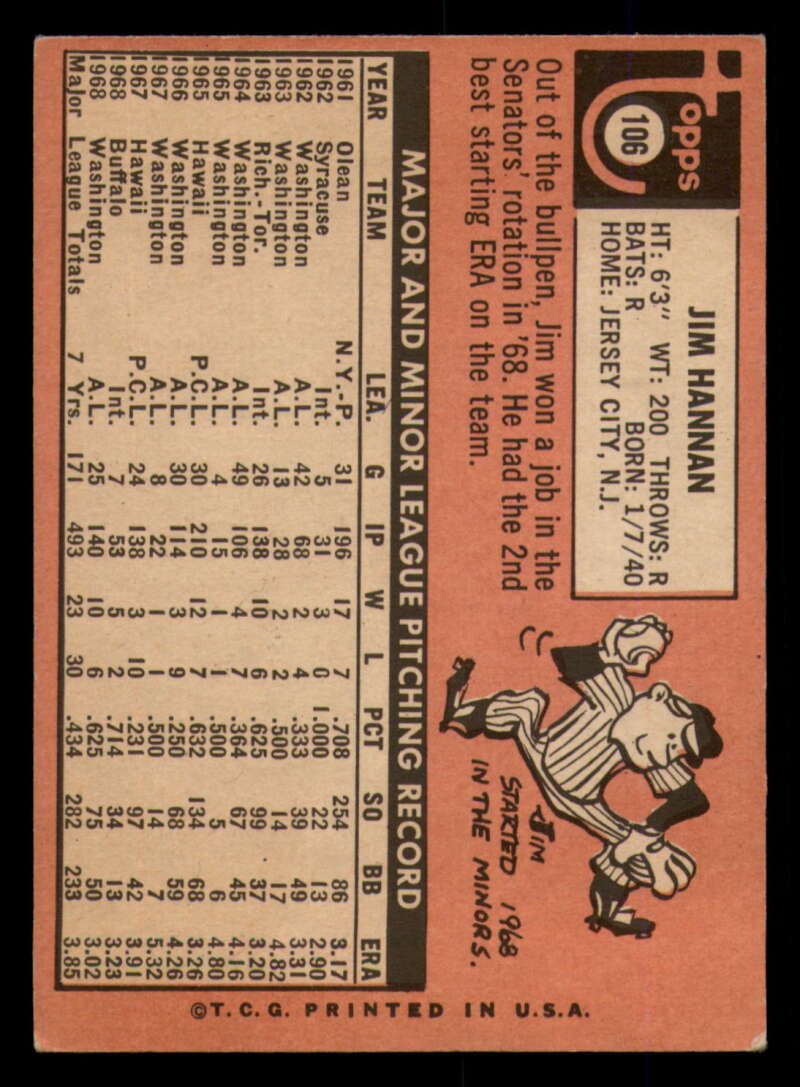 Topps
106
JIM HANNAN
HT: 6'3" WT: 200 THROWS: R
BATS: R BORN: 1/7/40
HOME: JERSEY CITY, N.J.
Out of the bullpen, Jim won a job in the
Senators' rotation in '68. He had the 2nd
best starting ERA on the team.
JIM
STARTED 1968
IN THE MINORS.
MAJOR AND MINOR LEAGUE PITCHING RECORD
YEAR TEAM LEA. G IP W L PCT SO BB ERA
1961 Olean N.Y.-P. 31 196 17 7 .708 254 86 3.17
1962 Syracuse Int. 5 31 3 0 1.000 22 13 2.90
1962 Washington A.L. 42 68 2 4 .333 39 49 3.31
1963 Washington A.L. 13 28 2 2 .500 14 17 4.82
1963 Rich.-Tor. Int. 26 138 10 6 .625 99 37 3.20
1964 Washington A.L. 49 106 4 7 .364 67 45 4.16
1965 Washington A.L. 4 15 1 1 .500 5 6 4.80
1965 Hawaii P.C.L. 30 210 12 7 .632 134 68 3.26
1966 Washington A.L. 30 114 3 9 .250 68 59 4.26
1967 Washington A.L. 8 22 1 1 .500 14 7 5.32
1967 Hawaii P.C.L. 24 138 3 10 .231 97 42 3.91
1968 Buffalo Int. 7 53 5 2 .714 34 13 3.23
1968 Washington A.L. 25 140 10 6 .625 75 50 3.02
Major League Totals 7 Yrs. 171 493 23 30 .434 282 233 3.85
©T.C.G. PRINTED IN U.S.A.